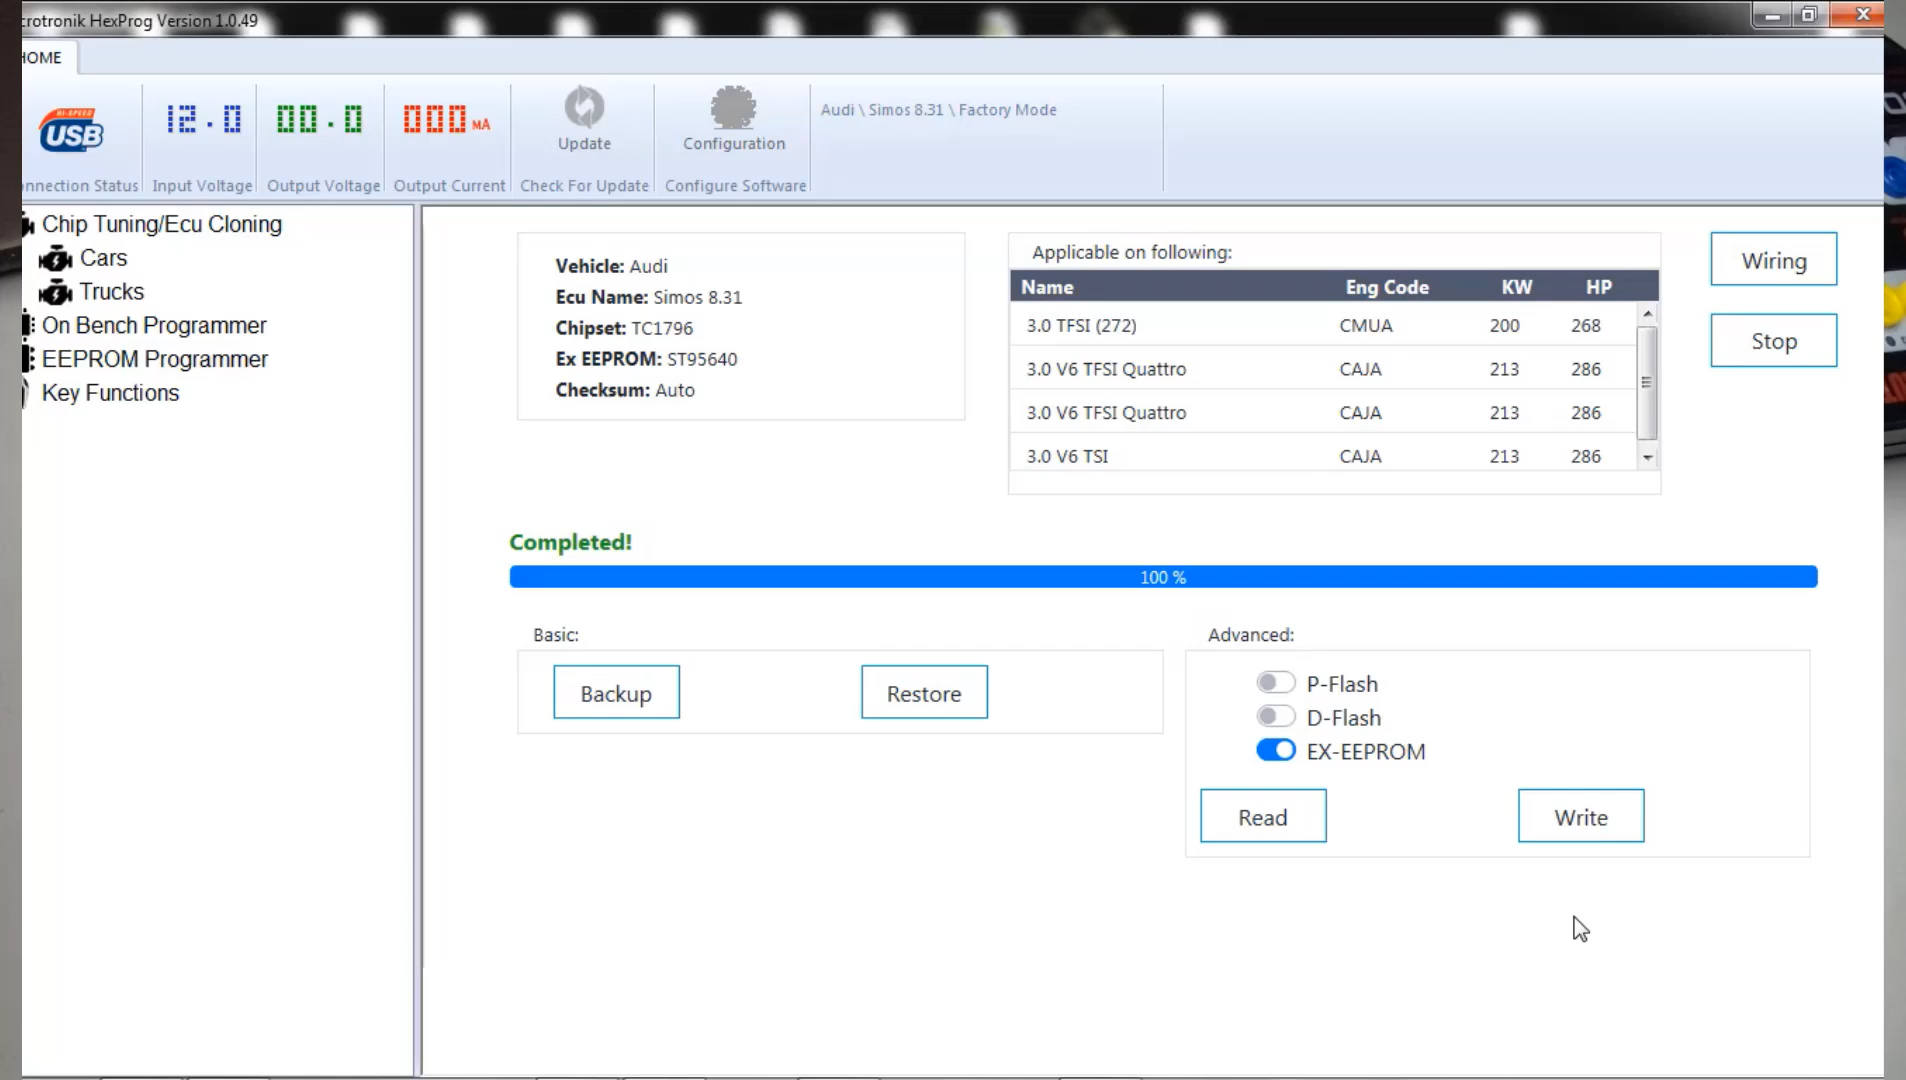 crotronik HexProg Version 1.0.49
HOME
HI-SPEED
USB
12.0
00.0
000 MA
Update
Configuration
Audi \ Simos 8.31 \ Factory Mode
nnection Status
Input Voltage
Output Voltage
Output Current
Check For Update
Configure Software
Chip Tuning/Ecu Cloning
Cars
Trucks
On Bench Programmer
EEPROM Programmer
Key Functions
Vehicle: Audi
Ecu Name: Simos 8.31
Chipset: TC1796
Ex EEPROM: ST95640
Checksum: Auto
Applicable on following:
Name Eng Code KW HP
3.0 TFSI (272) CMUA 200 268
3.0 V6 TFSI Quattro CAJA 213 286
3.0 V6 TFSI Quattro CAJA 213 286
3.0 V6 TSI CAJA 213 286
Wiring
Stop
Completed!
100 %
Basic:
Backup
Restore
Advanced:
P-Flash
D-Flash
EX-EEPROM
Read
Write